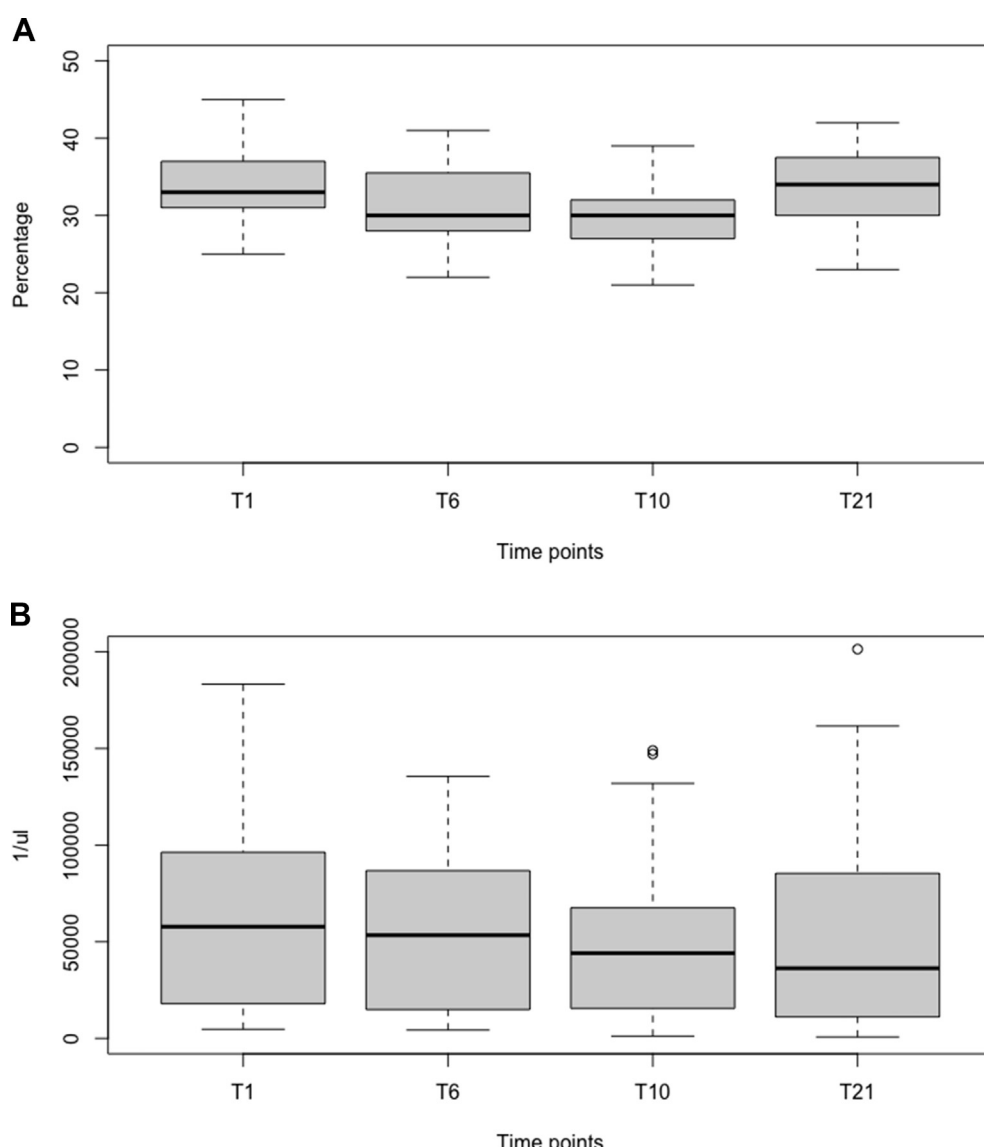 A
50
40
30
20
10
0
Percentage
T1 T6 T10 T21
Time points
B
200000
150000
100000
50000
0
1/ul
T1 T6 T10 T21
Time points